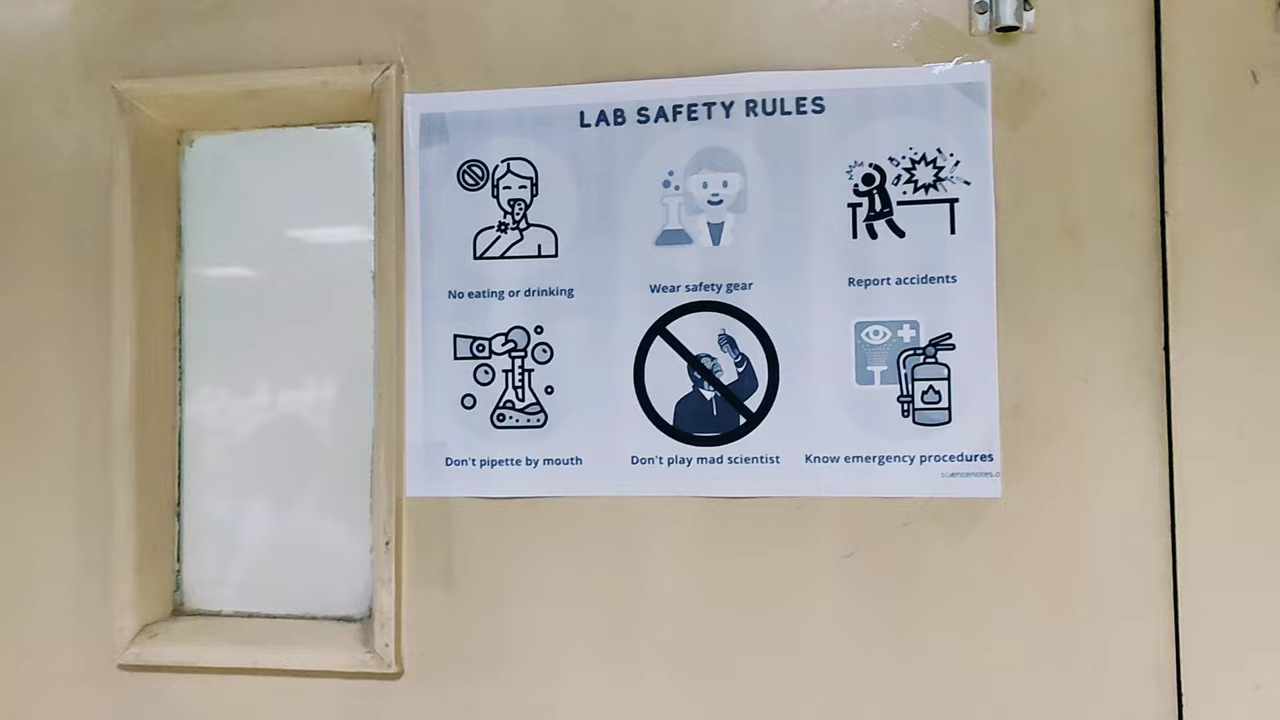 LAB SAFETY RULES
No eating or drinking
Wear safety gear
Report accidents
Don't pipette by mouth
Don't play mad scientist
Know emergency procedures
sciencenotes.o